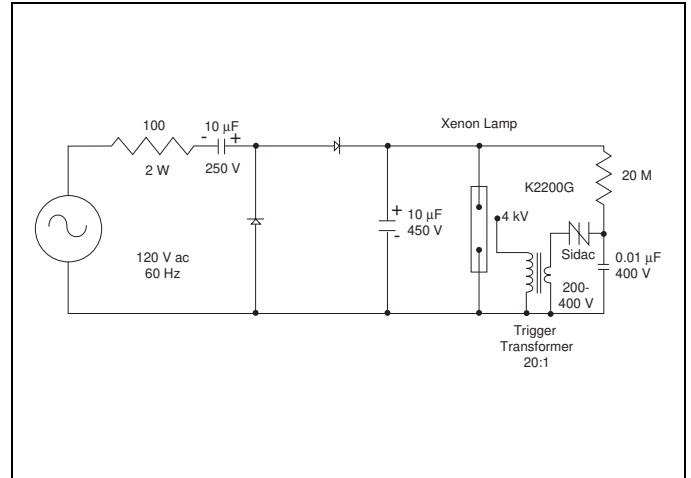 100
2 W
10 μF
- +
250 V
120 V ac
60 Hz
+
-
10 μF
450 V
Xenon Lamp
4 kV
K2200G
Sidac
20 M
0.01 μF
400 V
200-
400 V
Trigger
Transformer
20:1